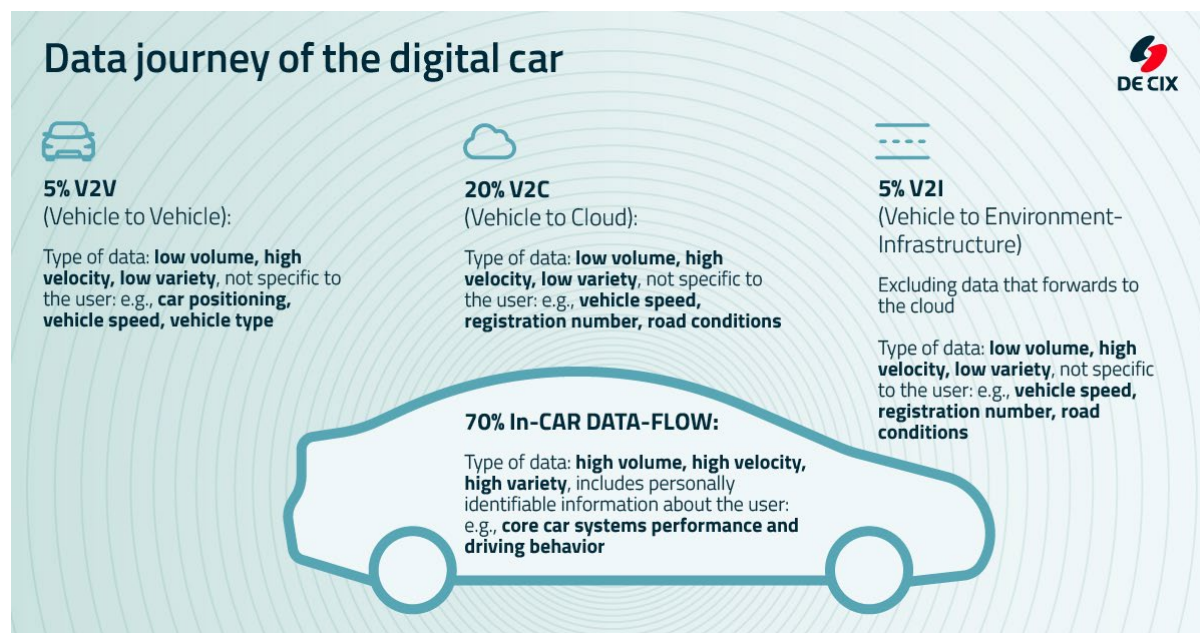 Data journey of the digital car
DE CIX
5% V2V
(Vehicle to Vehicle):
Type of data: low volume, high
velocity, low variety, not specific to
the user: e.g., car positioning,
vehicle speed, vehicle type
20% V2C
(Vehicle to Cloud):
Type of data: low volume, high
velocity, low variety, not specific to
the user: e.g., vehicle speed,
registration number, road conditions
5% V2I
(Vehicle to Environment-
Infrastructure)
Excluding data that forwards to
the cloud
Type of data: low volume, high
velocity, low variety, not specific
to the user: e.g., vehicle speed,
registration number, road
conditions
70% In-CAR DATA-FLOW:
Type of data: high volume, high velocity,
high variety, includes personally
identifiable information about the user:
e.g., core car systems performance and
driving behavior